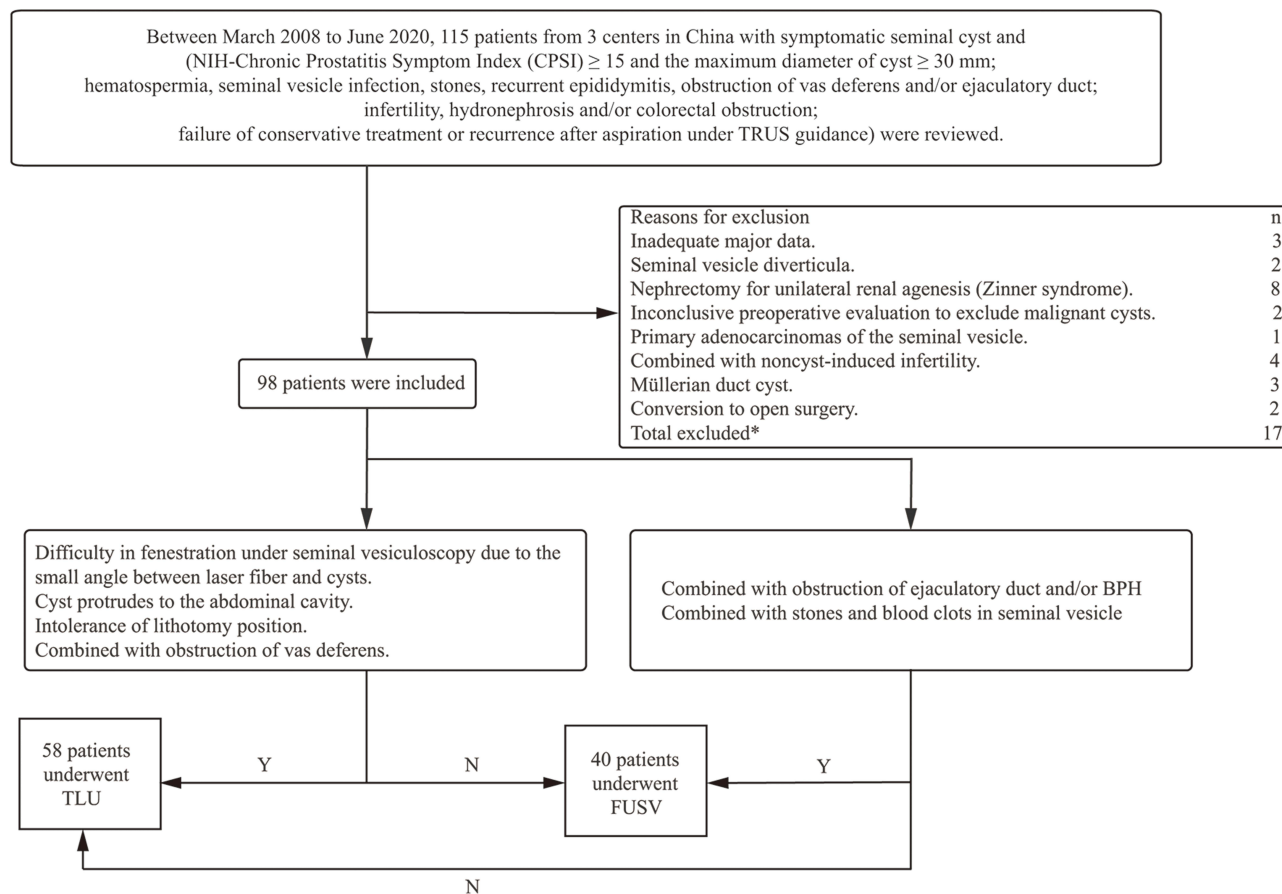 Between March 2008 to June 2020, 115 patients from 3 centers in China with symptomatic seminal cyst and
(NIH-Chronic Prostatitis Symptom Index (CPSI) ≥ 15 and the maximum diameter of cyst ≥ 30 mm;
hematospermia, seminal vesicle infection, stones, recurrent epididymitis, obstruction of vas deferens and/or ejaculatory duct;
infertility, hydronephrosis and/or colorectal obstruction;
failure of conservative treatment or recurrence after aspiration under TRUS guidance) were reviewed.
Reasons for exclusion n
Inadequate major data. 3
Seminal vesicle diverticula. 2
Nephrectomy for unilateral renal agenesis (Zinner syndrome). 8
Inconclusive preoperative evaluation to exclude malignant cysts. 2
Primary adenocarcinomas of the seminal vesicle. 1
Combined with noncyst-induced infertility. 4
Müllerian duct cyst. 3
Conversion to open surgery. 2
Total excluded* 17
98 patients were included
Difficulty in fenestration under seminal vesiculoscopy due to the
small angle between laser fiber and cysts.
Cyst protrudes to the abdominal cavity.
Intolerance of lithotomy position.
Combined with obstruction of vas deferens.
Combined with obstruction of ejaculatory duct and/or BPH
Combined with stones and blood clots in seminal vesicle
58 patients
underwent
TLU
Y
N
40 patients
underwent
FUSV
Y
N